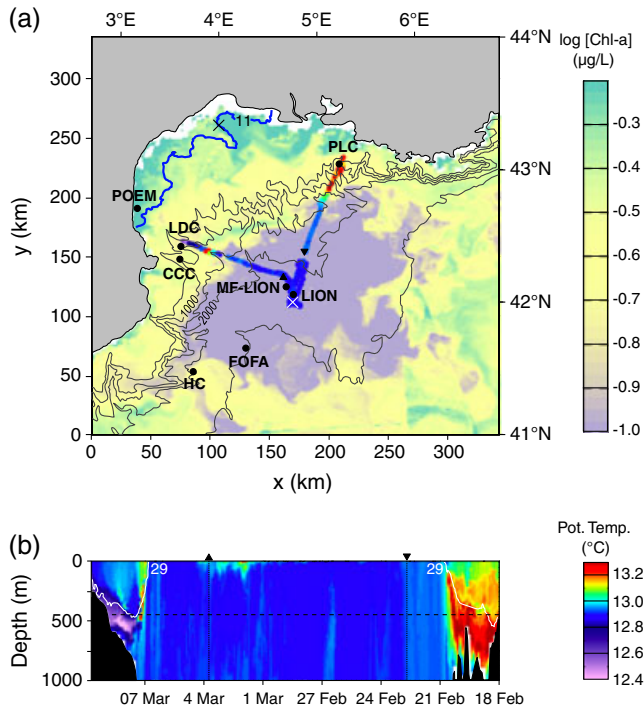 (a)
3°E
4°E
5°E
6°E
44°N
log [Chl-a]
(µg/L)
300
250
200
150
100
50
0
y (km)
11
PLC
POEM
LDC
CCC
MF-LION
LION
FOFA
HC
43°N
42°N
41°N
0
50
100
150
200
250
300
x (km)
-0.3
-0.4
-0.5
-0.6
-0.7
-0.8
-0.9
-1.0
(b)
Pot. Temp.
(°C)
0
500
1000
Depth (m)
29
29
07 Mar
4 Mar
1 Mar
27 Feb
24 Feb
21 Feb
18 Feb
13.2
13.0
12.8
12.6
12.4